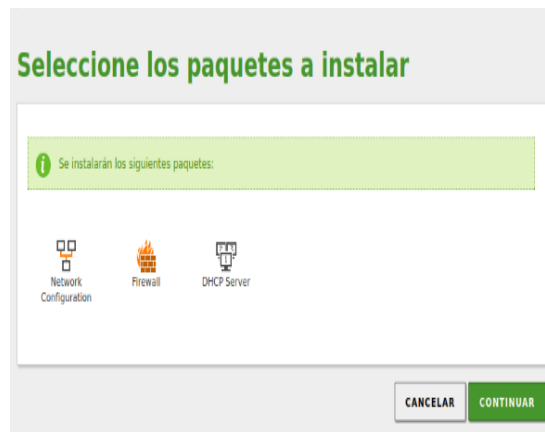 Seleccione los paquetes a instalar
Se instalarán los siguientes paquetes:
Network
Configuration
Firewall
DHCP Server
CANCELAR
CONTINUAR